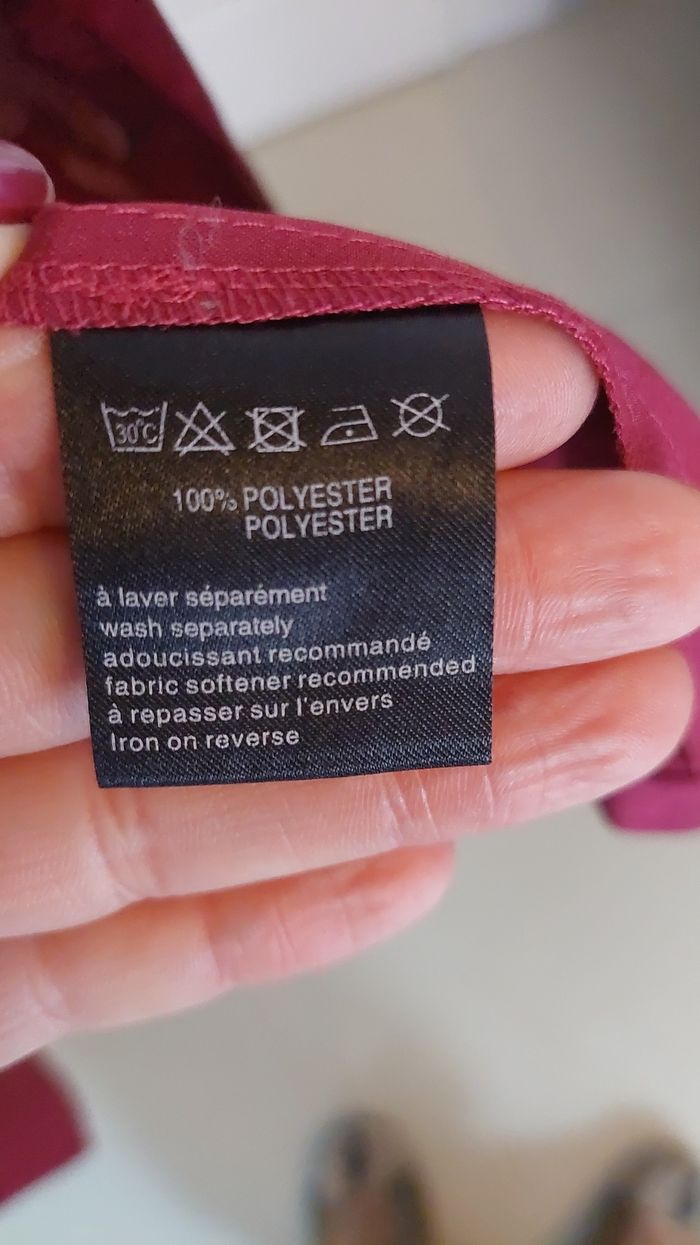 30°C
100% POLYESTER
POLYESTER
à laver séparément
wash separately
adoucissant recommandé
fabric softener recommended
à repasser sur l'envers
Iron on reverse